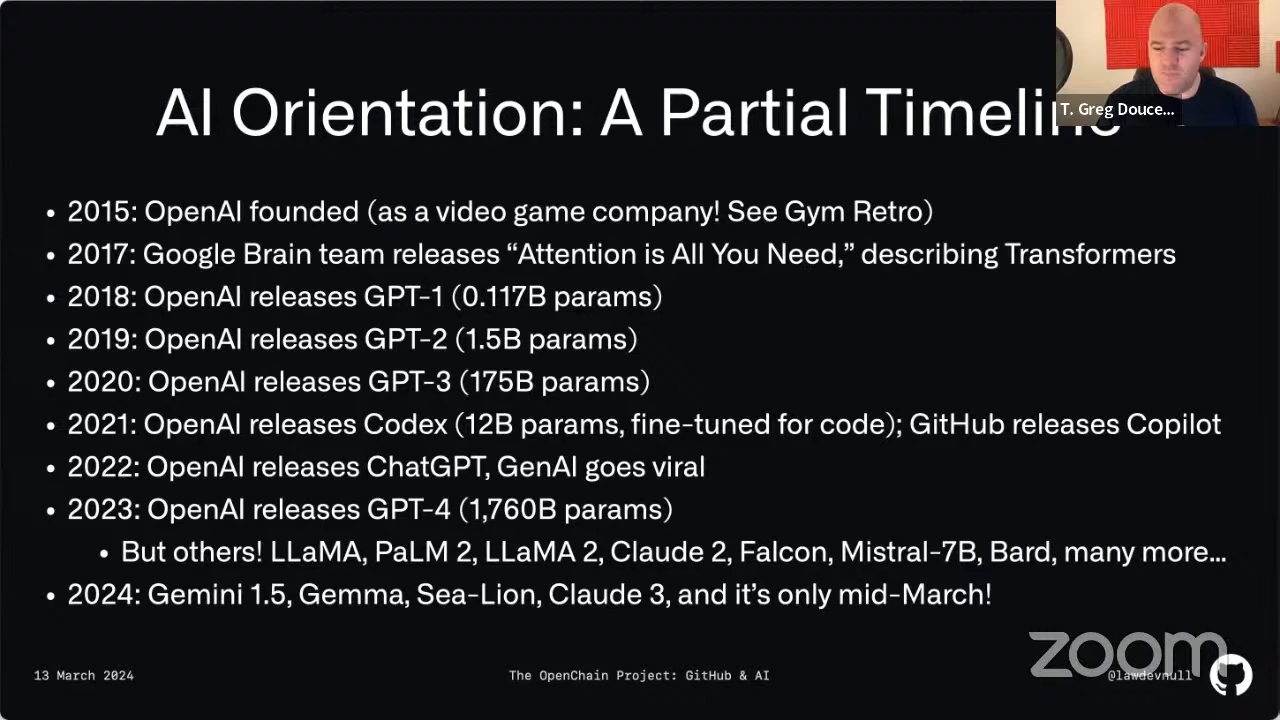 AI Orientation: A Partial Timeline
T. Greg Douce...
• 2015: OpenAI founded (as a video game company! See Gym Retro)
• 2017: Google Brain team releases “Attention is All You Need,” describing Transformers
• 2018: OpenAI releases GPT-1 (0.117B params)
• 2019: OpenAI releases GPT-2 (1.5B params)
• 2020: OpenAI releases GPT-3 (175B params)
• 2021: OpenAI releases Codex (12B params, fine-tuned for code); GitHub releases Copilot
• 2022: OpenAI releases ChatGPT, GenAI goes viral
• 2023: OpenAI releases GPT-4 (1,760B params)
• But others! LLaMA, PaLM 2, LLaMA 2, Claude 2, Falcon, Mistral-7B, Bard, many more...
• 2024: Gemini 1.5, Gemma, Sea-Lion, Claude 3, and it’s only mid-March!
zoom
13 March 2024
The OpenChain Project: GitHub & AI
@lawdevnull